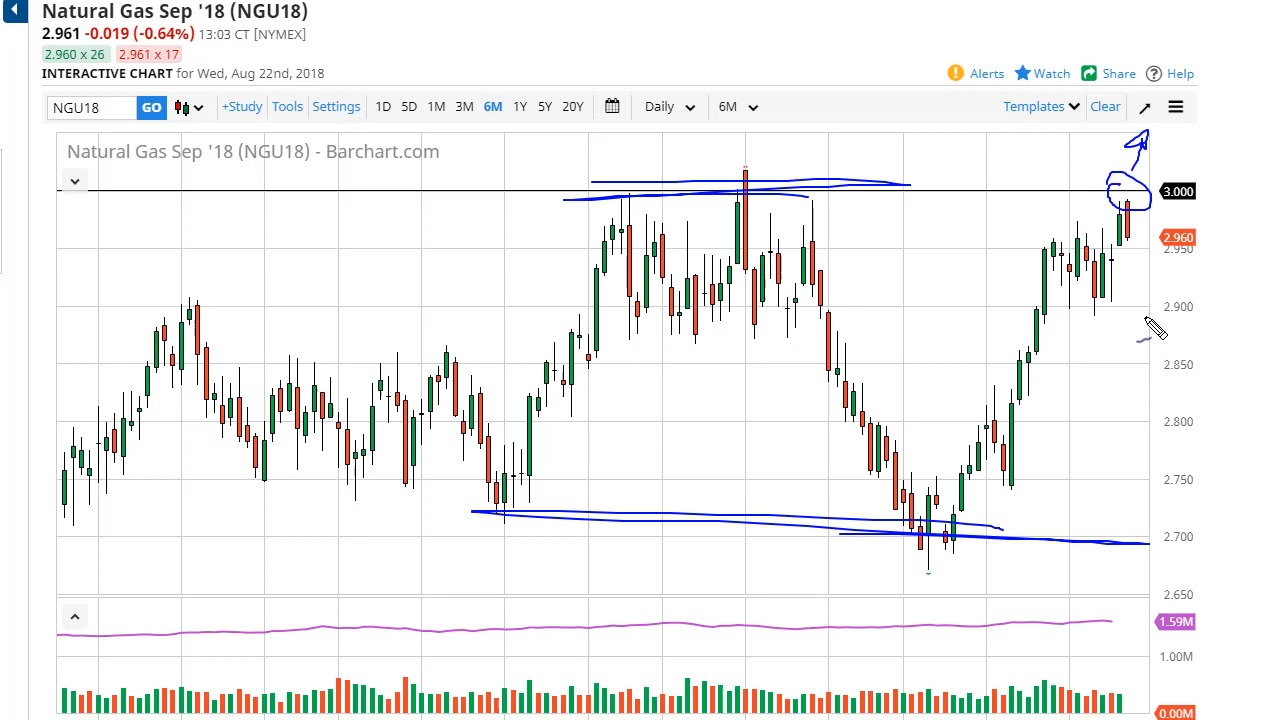 Natural Gas Sep '18 (NGU18)
2.961 -0.019 (-0.64%) 13:03 CT [NYMEX]
2.960 x 26 2.961 x 17
INTERACTIVE CHART for Wed, Aug 22nd, 2018
Alerts Watch Share Help
NGU18 GO +Study Tools Settings 1D 5D 1M 3M 6M 1Y 5Y 20Y Daily 6M Templates Clear
Natural Gas Sep '18 (NGU18) - Barchart.com
3.000
2.960
2.950
2.900
2.850
2.800
2.750
2.700
2.650
1.59M
1.00M
0.00M